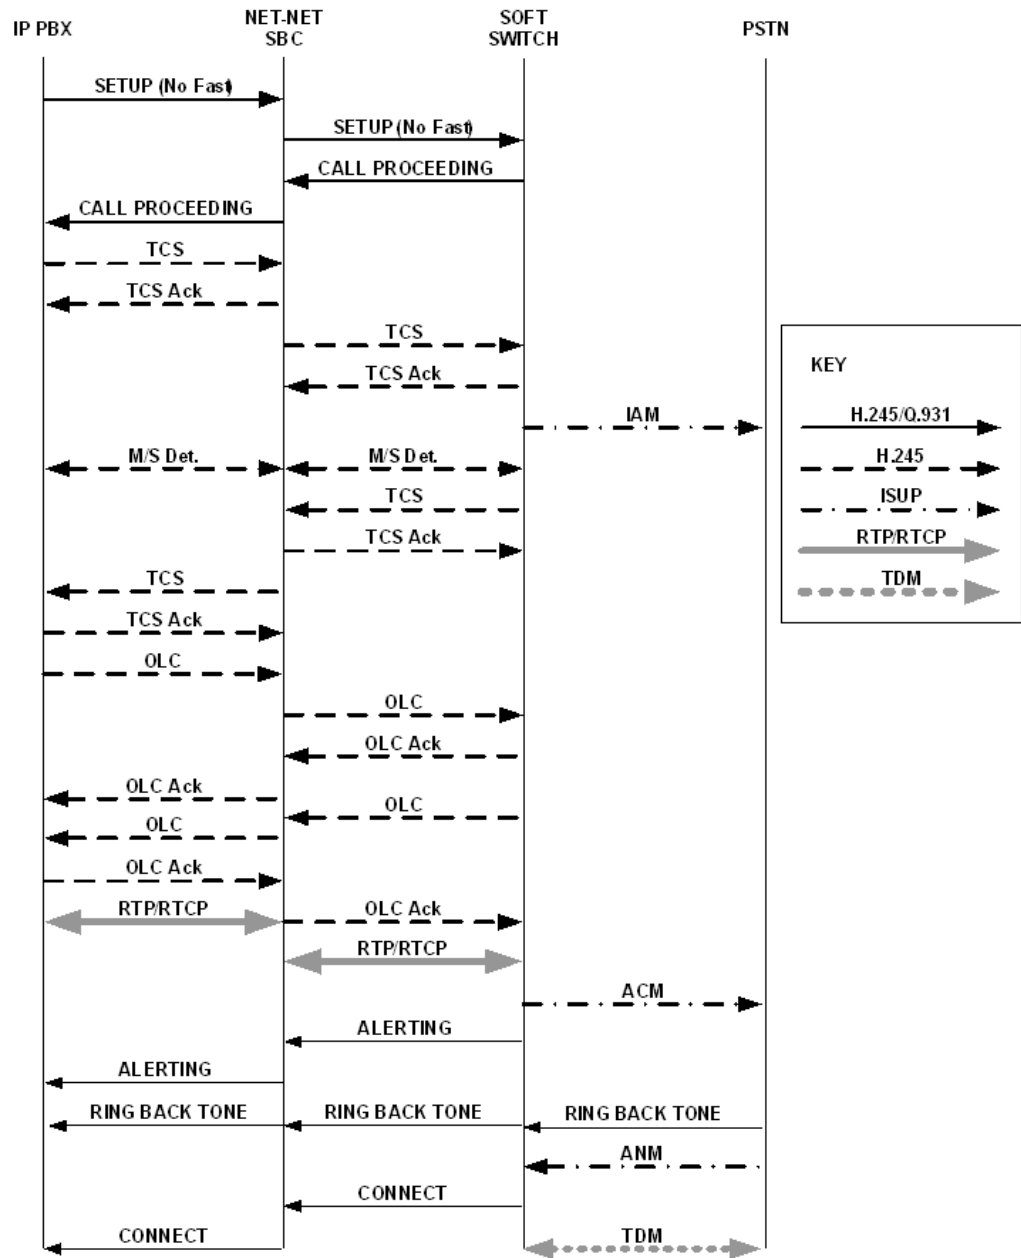 IP PBX
NET-NET
SBC
SOFT
SWITCH
PSTN
SETUP (No Fast)
SETUP (No Fast)
CALL PROCEEDING
CALL PROCEEDING
TCS
TCS Ack
TCS
TCS Ack
KEY
IAM
H.245/Q.931
M/S Det.
M/S Det.
H.245
TCS
ISUP
TCS Ack
RTP/RTCP
TCS
TDM
TCS Ack
OLC
OLC
OLC Ack
OLC Ack
OLC
OLC
OLC Ack
RTP/RTCP
OLC Ack
RTP/RTCP
ACM
ALERTING
ALERTING
RING BACK TONE
RING BACK TONE
RING BACK TONE
ANM
CONNECT
CONNECT
TDM